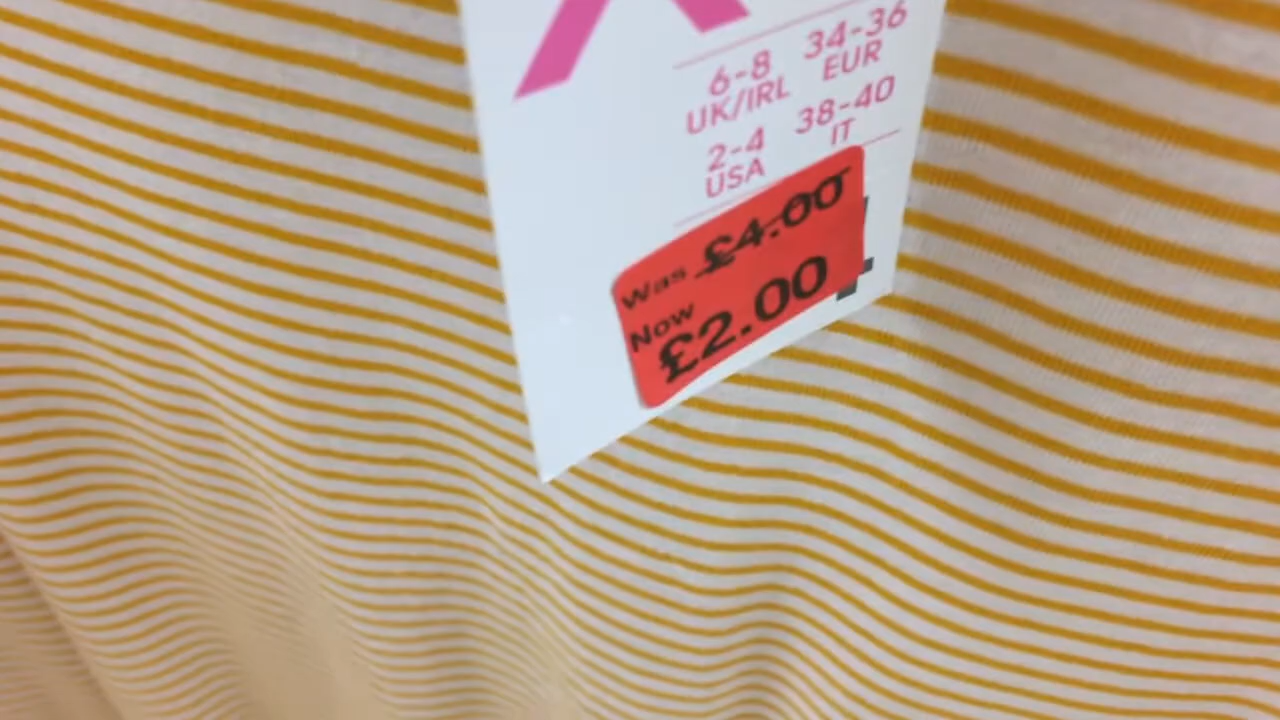 6-8 34-36
UK/IRL EUR
2-4 38-40
USA IT
Was £4.00
Now
£2.00